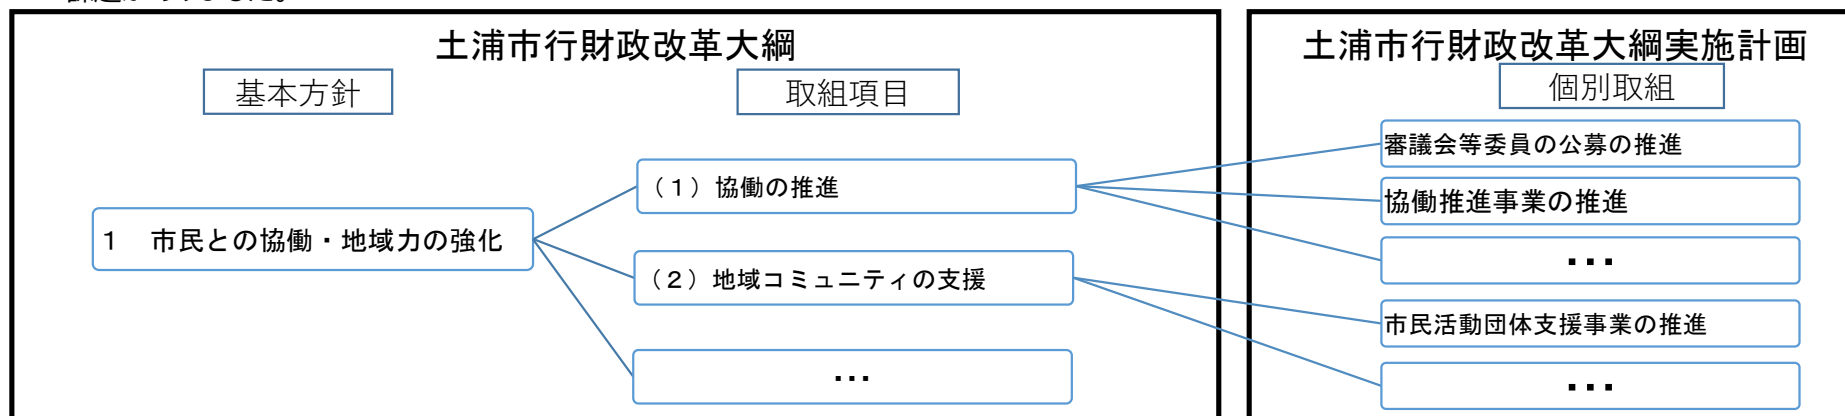 土浦市行財政改革大綱
基本方針
取組項目
1 市民との協働・地域力の強化
(1)協働の推進
(2)地域コミュニティの支援
・・・
土浦市行財政改革大綱実施計画
個別取組
審議会等委員の公募の推進
協働推進事業の推進
・・・
市民活動団体支援事業の推進
・・・